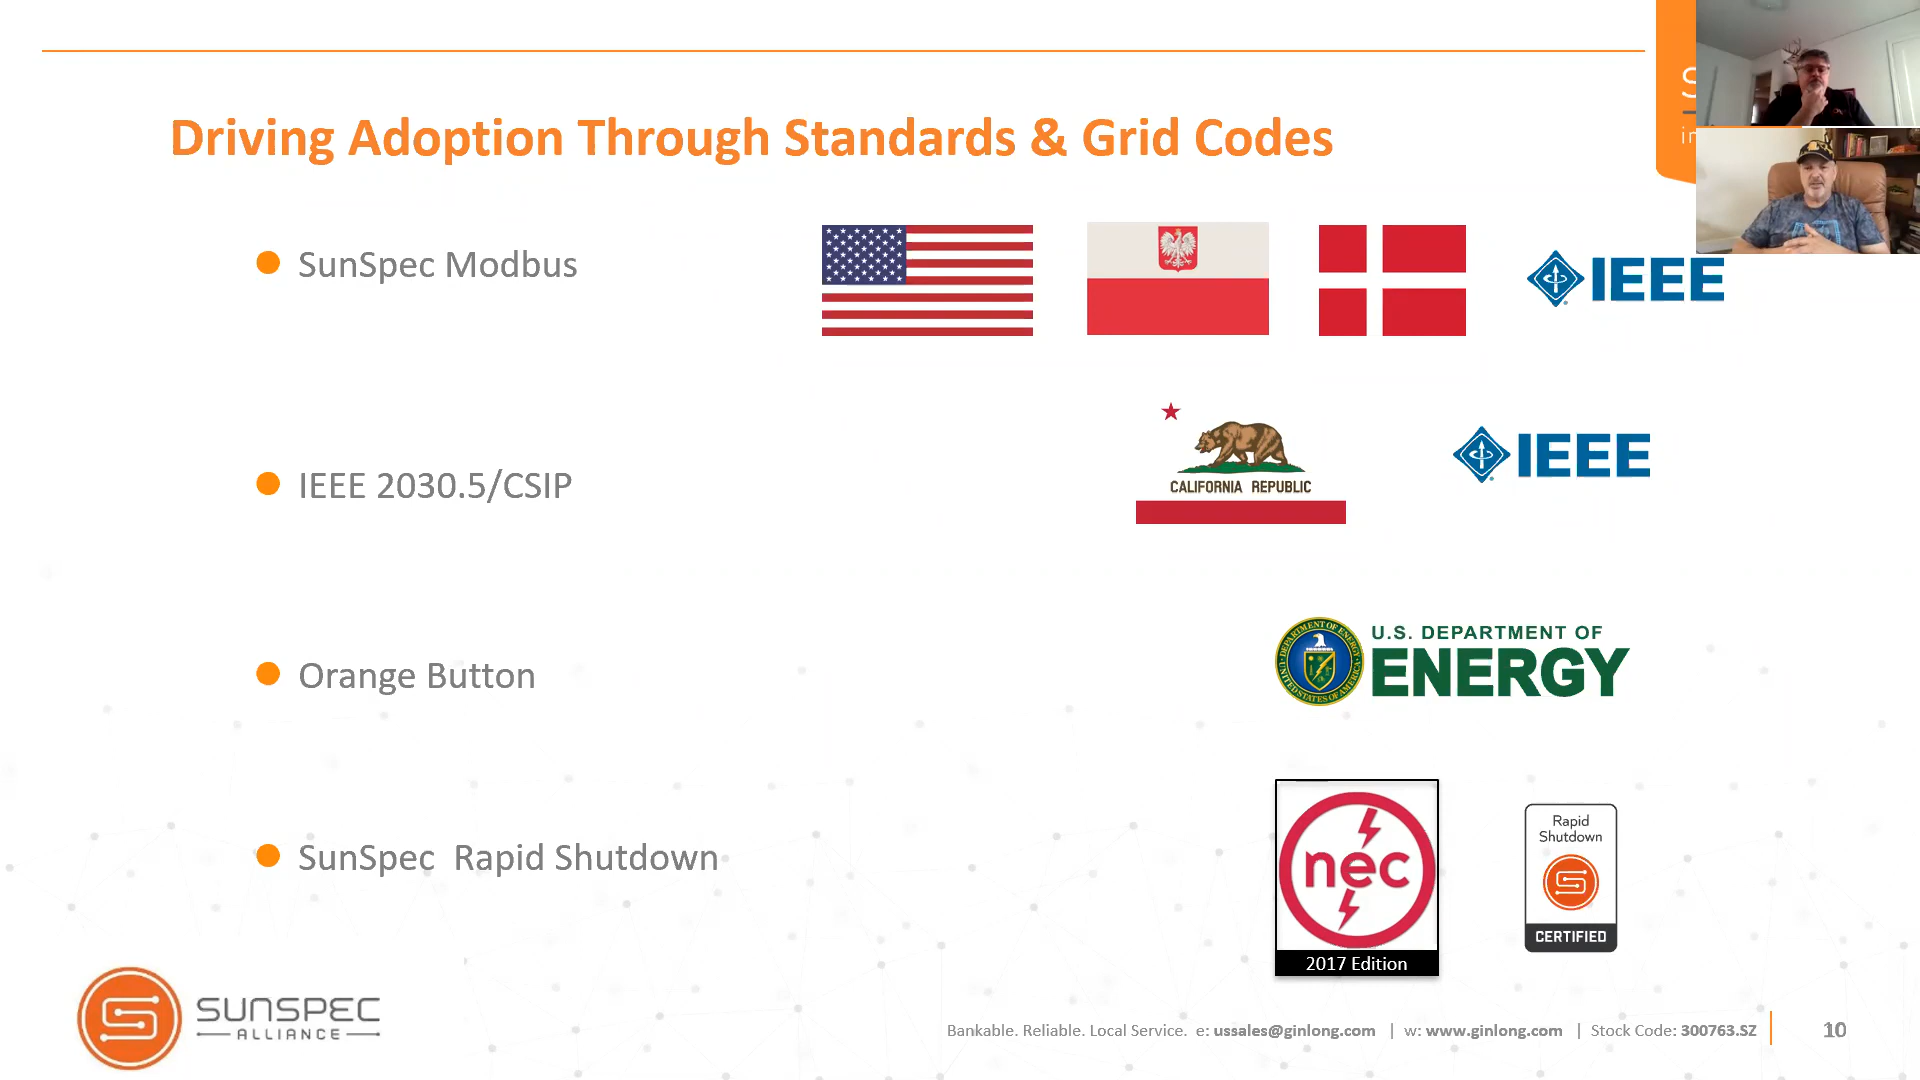 Driving Adoption Through Standards & Grid Codes
SunSpec Modbus
IEEE
IEEE 2030.5/CSIP
CALIFORNIA REPUBLIC
IEEE
Orange Button
U.S. DEPARTMENT OF
ENERGY
SunSpec Rapid Shutdown
nec
2017 Edition
Rapid
Shutdown
CERTIFIED
SUNSPEC
ALLIANCE
Bankable. Reliable. Local Service. e: ussales@ginlong.com | w: www.ginlong.com | Stock Code: 300763.SZ
10